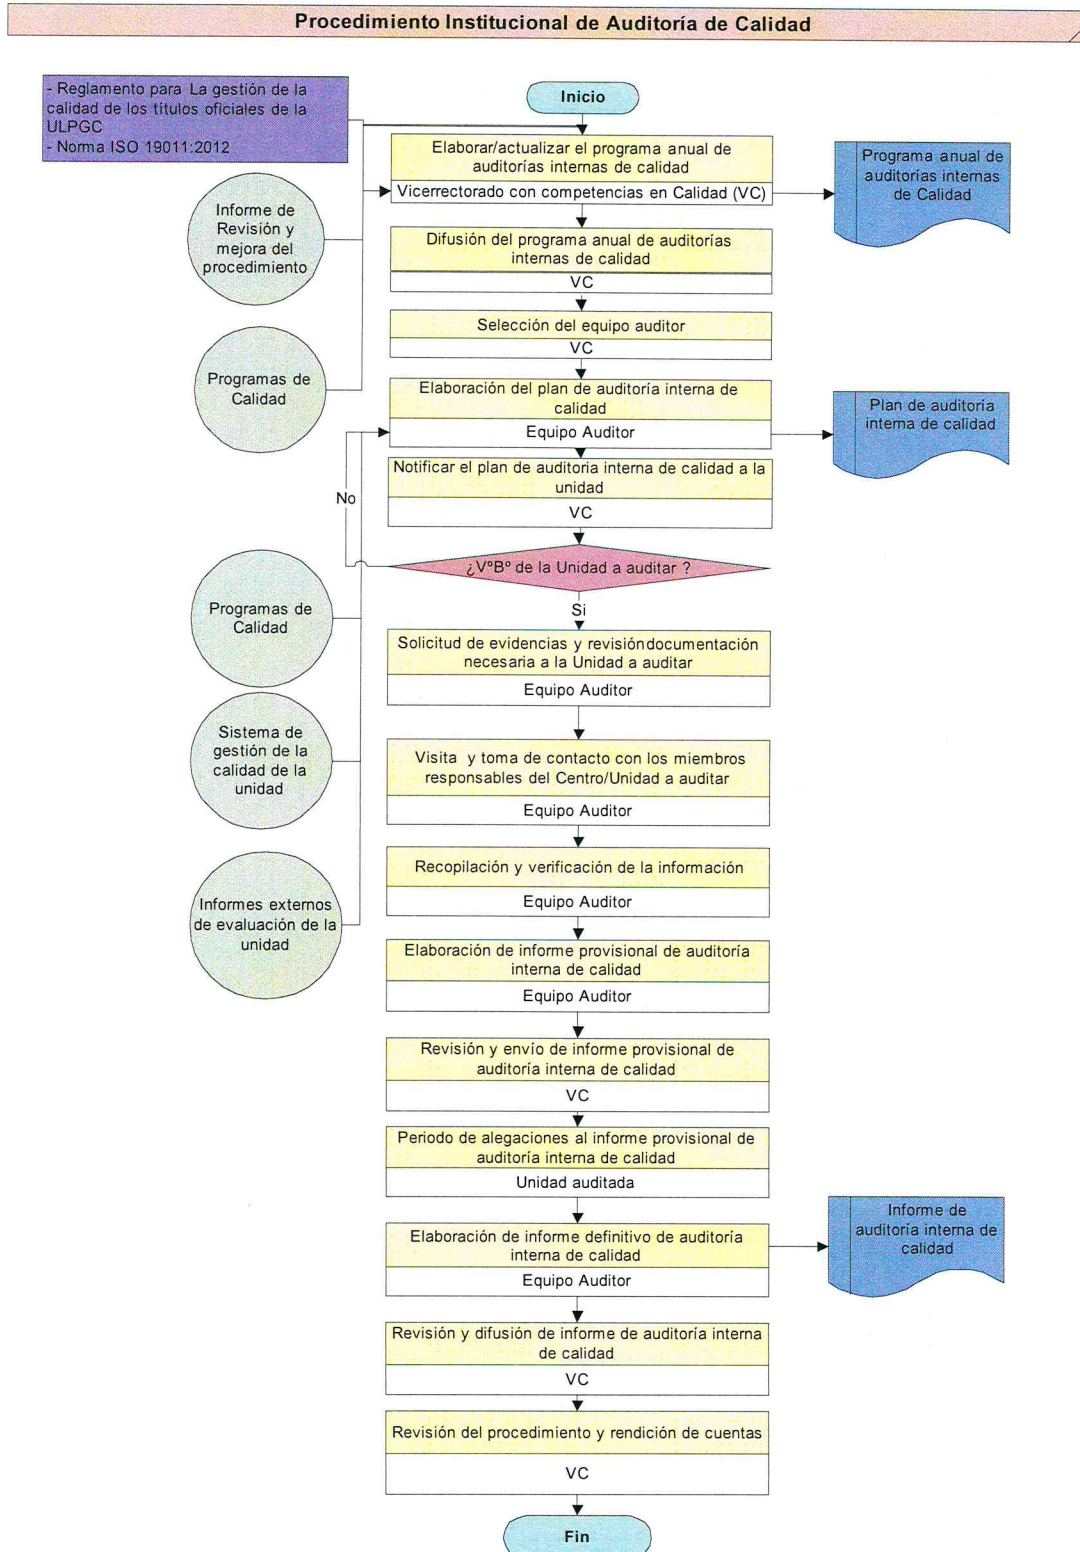 Procedimiento Institucional de Auditoría de Calidad
- Reglamento para La gestión de la
calidad de los títulos oficiales de la
ULPGC
- Norma ISO 19011:2012
Inicio
Elaborar/actualizar el programa anual de
auditorías internas de calidad
Vicerrectorado con competencias en Calidad (VC)
Programa anual de
auditorías internas
de Calidad
Informe de
Revisión y
mejora del
procedimiento
Difusión del programa anual de auditorías
internas de calidad
VC
Selección del equipo auditor
VC
Programas de
Calidad
Elaboración del plan de auditoría interna de
calidad
Equipo Auditor
Plan de auditoría
interna de calidad
Notificar el plan de auditoria interna de calidad a la
unidad
VC
No
¿VºBº de la Unidad a auditar ?
Si
Programas de
Calidad
Solicitud de evidencias y revisióndocumentación
necesaria a la Unidad a auditar
Equipo Auditor
Sistema de
gestión de la
calidad de la
unidad
Visita y toma de contacto con los miembros
responsables del Centro/Unidad a auditar
Equipo Auditor
Recopilación y verificación de la información
Equipo Auditor
Informes externos
de evaluación de la
unidad
Elaboración de informe provisional de auditoría
interna de calidad
Equipo Auditor
Revisión y envío de informe provisional de
auditoría interna de calidad
VC
Periodo de alegaciones al informe provisional de
auditoría interna de calidad
Unidad auditada
Elaboración de informe definitivo de auditoría
interna de calidad
Equipo Auditor
Informe de
auditoría interna de
calidad
Revisión y difusión de informe de auditoría interna
de calidad
VC
Revisión del procedimiento y rendición de cuentas
VC
Fin